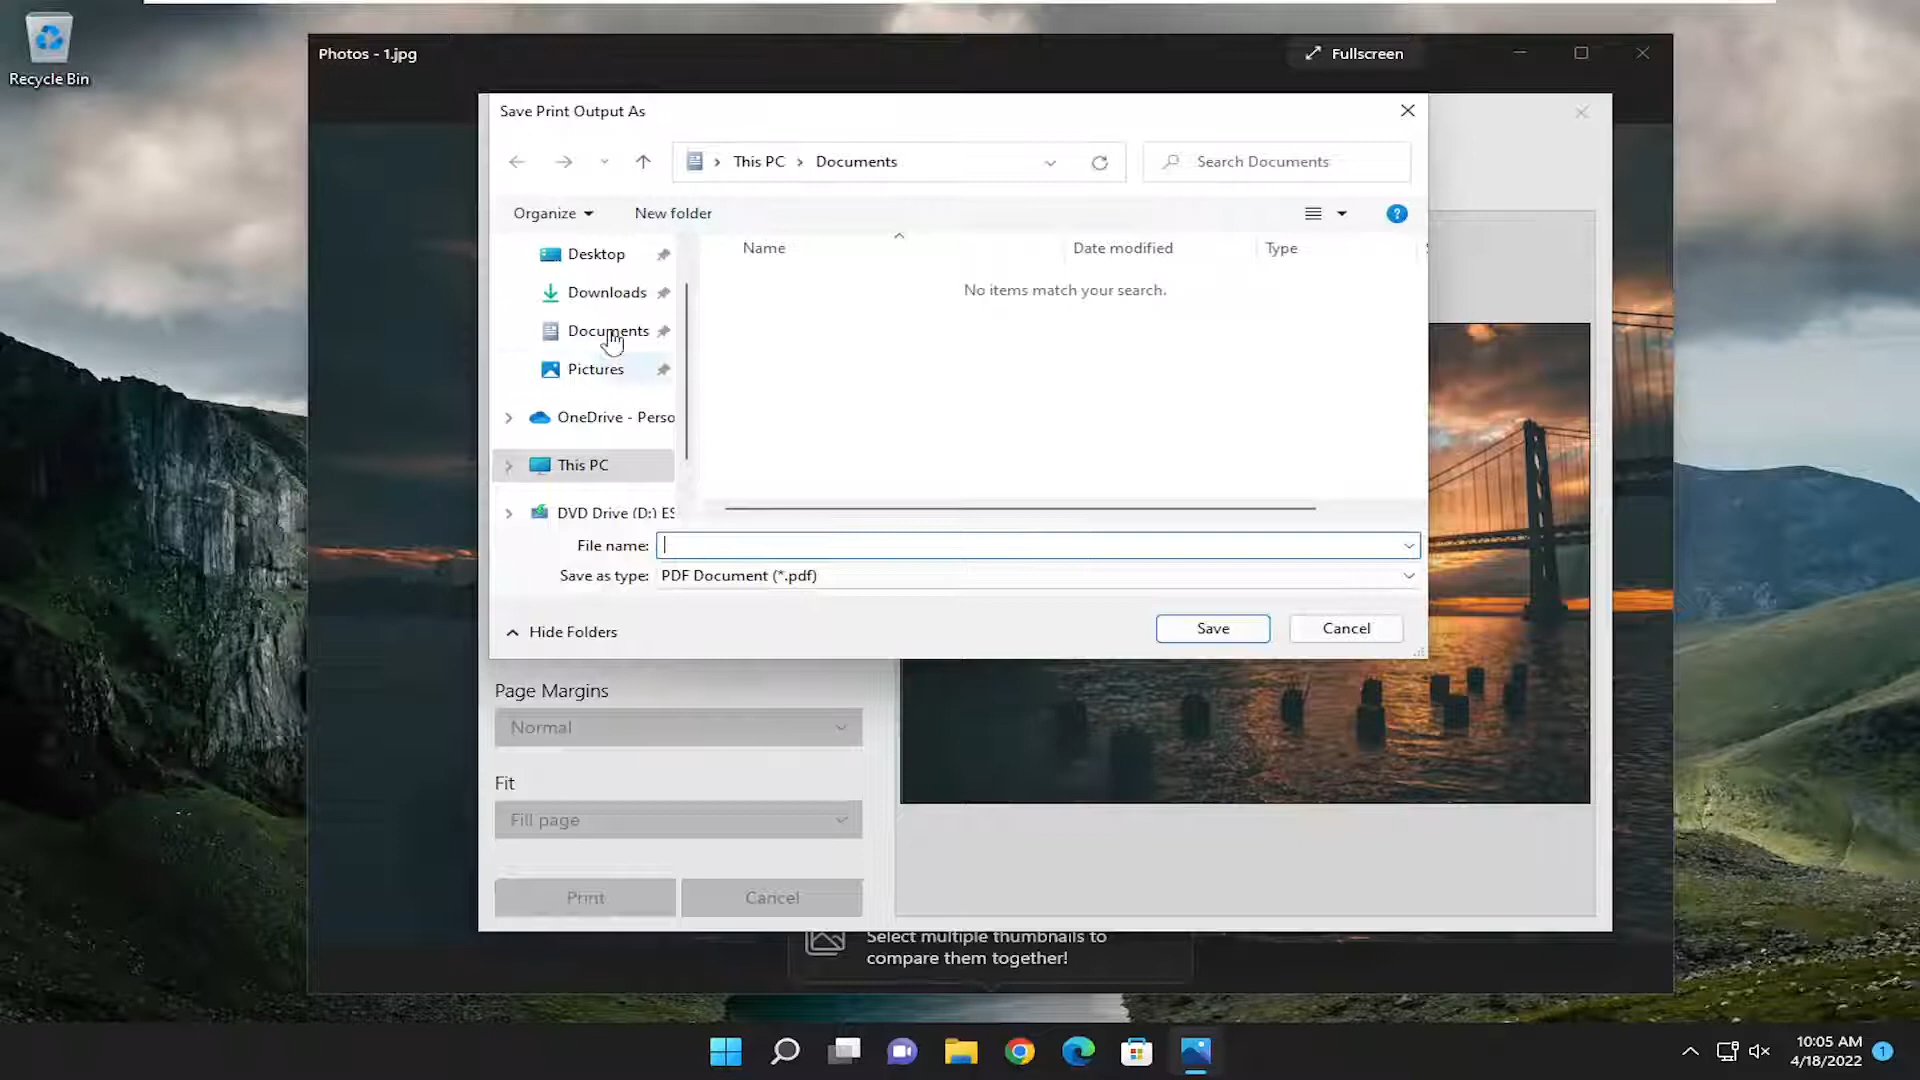 Recycle Bin
Photos - 1.jpg
Fullscreen
Save Print Output As
This PC > Documents
Search Documents
Organize
New folder
?
Name
Date modified
Type
No items match your search.
Desktop
Downloads
Documents
Pictures
OneDrive - Perso
This PC
DVD Drive (D:) ES
File name:
Save as type: PDF Document (*.pdf)
Hide Folders
Save
Cancel
Page Margins
Normal
Fit
Fill page
Print
Cancel
Select multiple thumbnails to
compare them together!
10:05 AM
4/18/2022
1